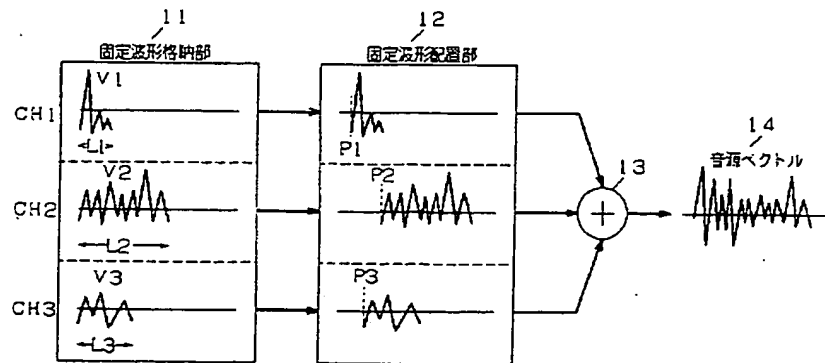 11
12
固定波形格納部
固定波形配置部
14
音源ベクトル
13
CH1
V1
L1
P1
CH2
V2
L2
P2
CH3
V3
L3
P3
+